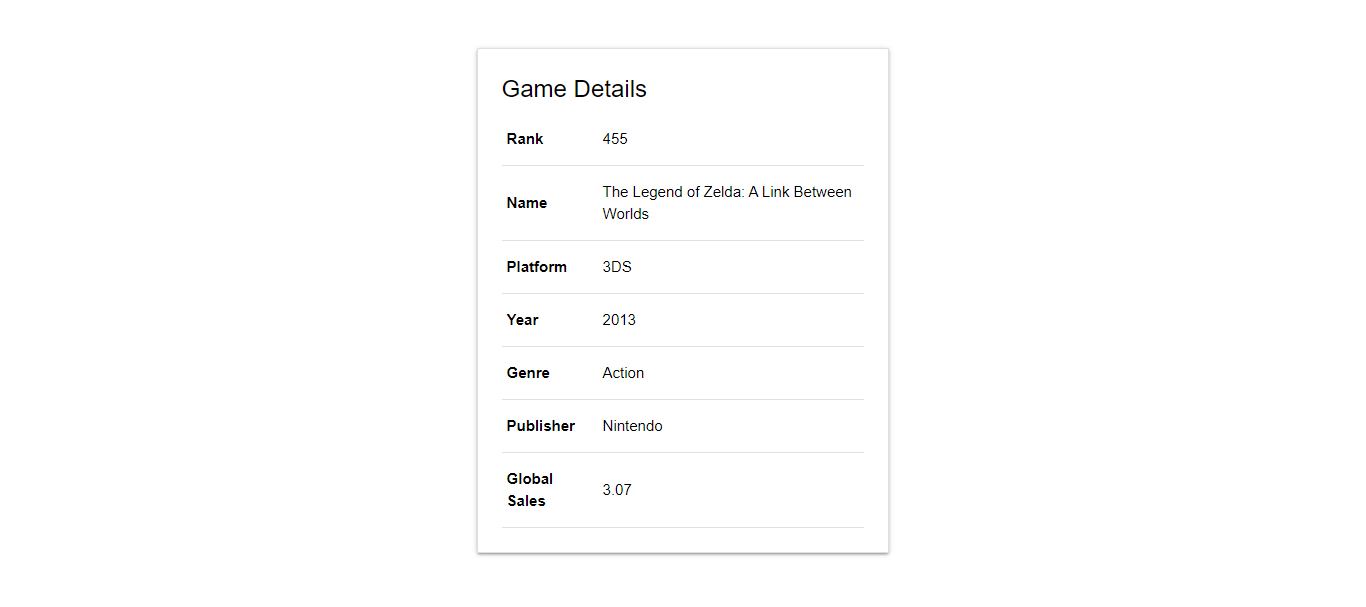 Game Details
Rank 455
Name The Legend of Zelda: A Link Between
Worlds
Platform 3DS
Year 2013
Genre Action
Publisher Nintendo
Global
Sales 3.07